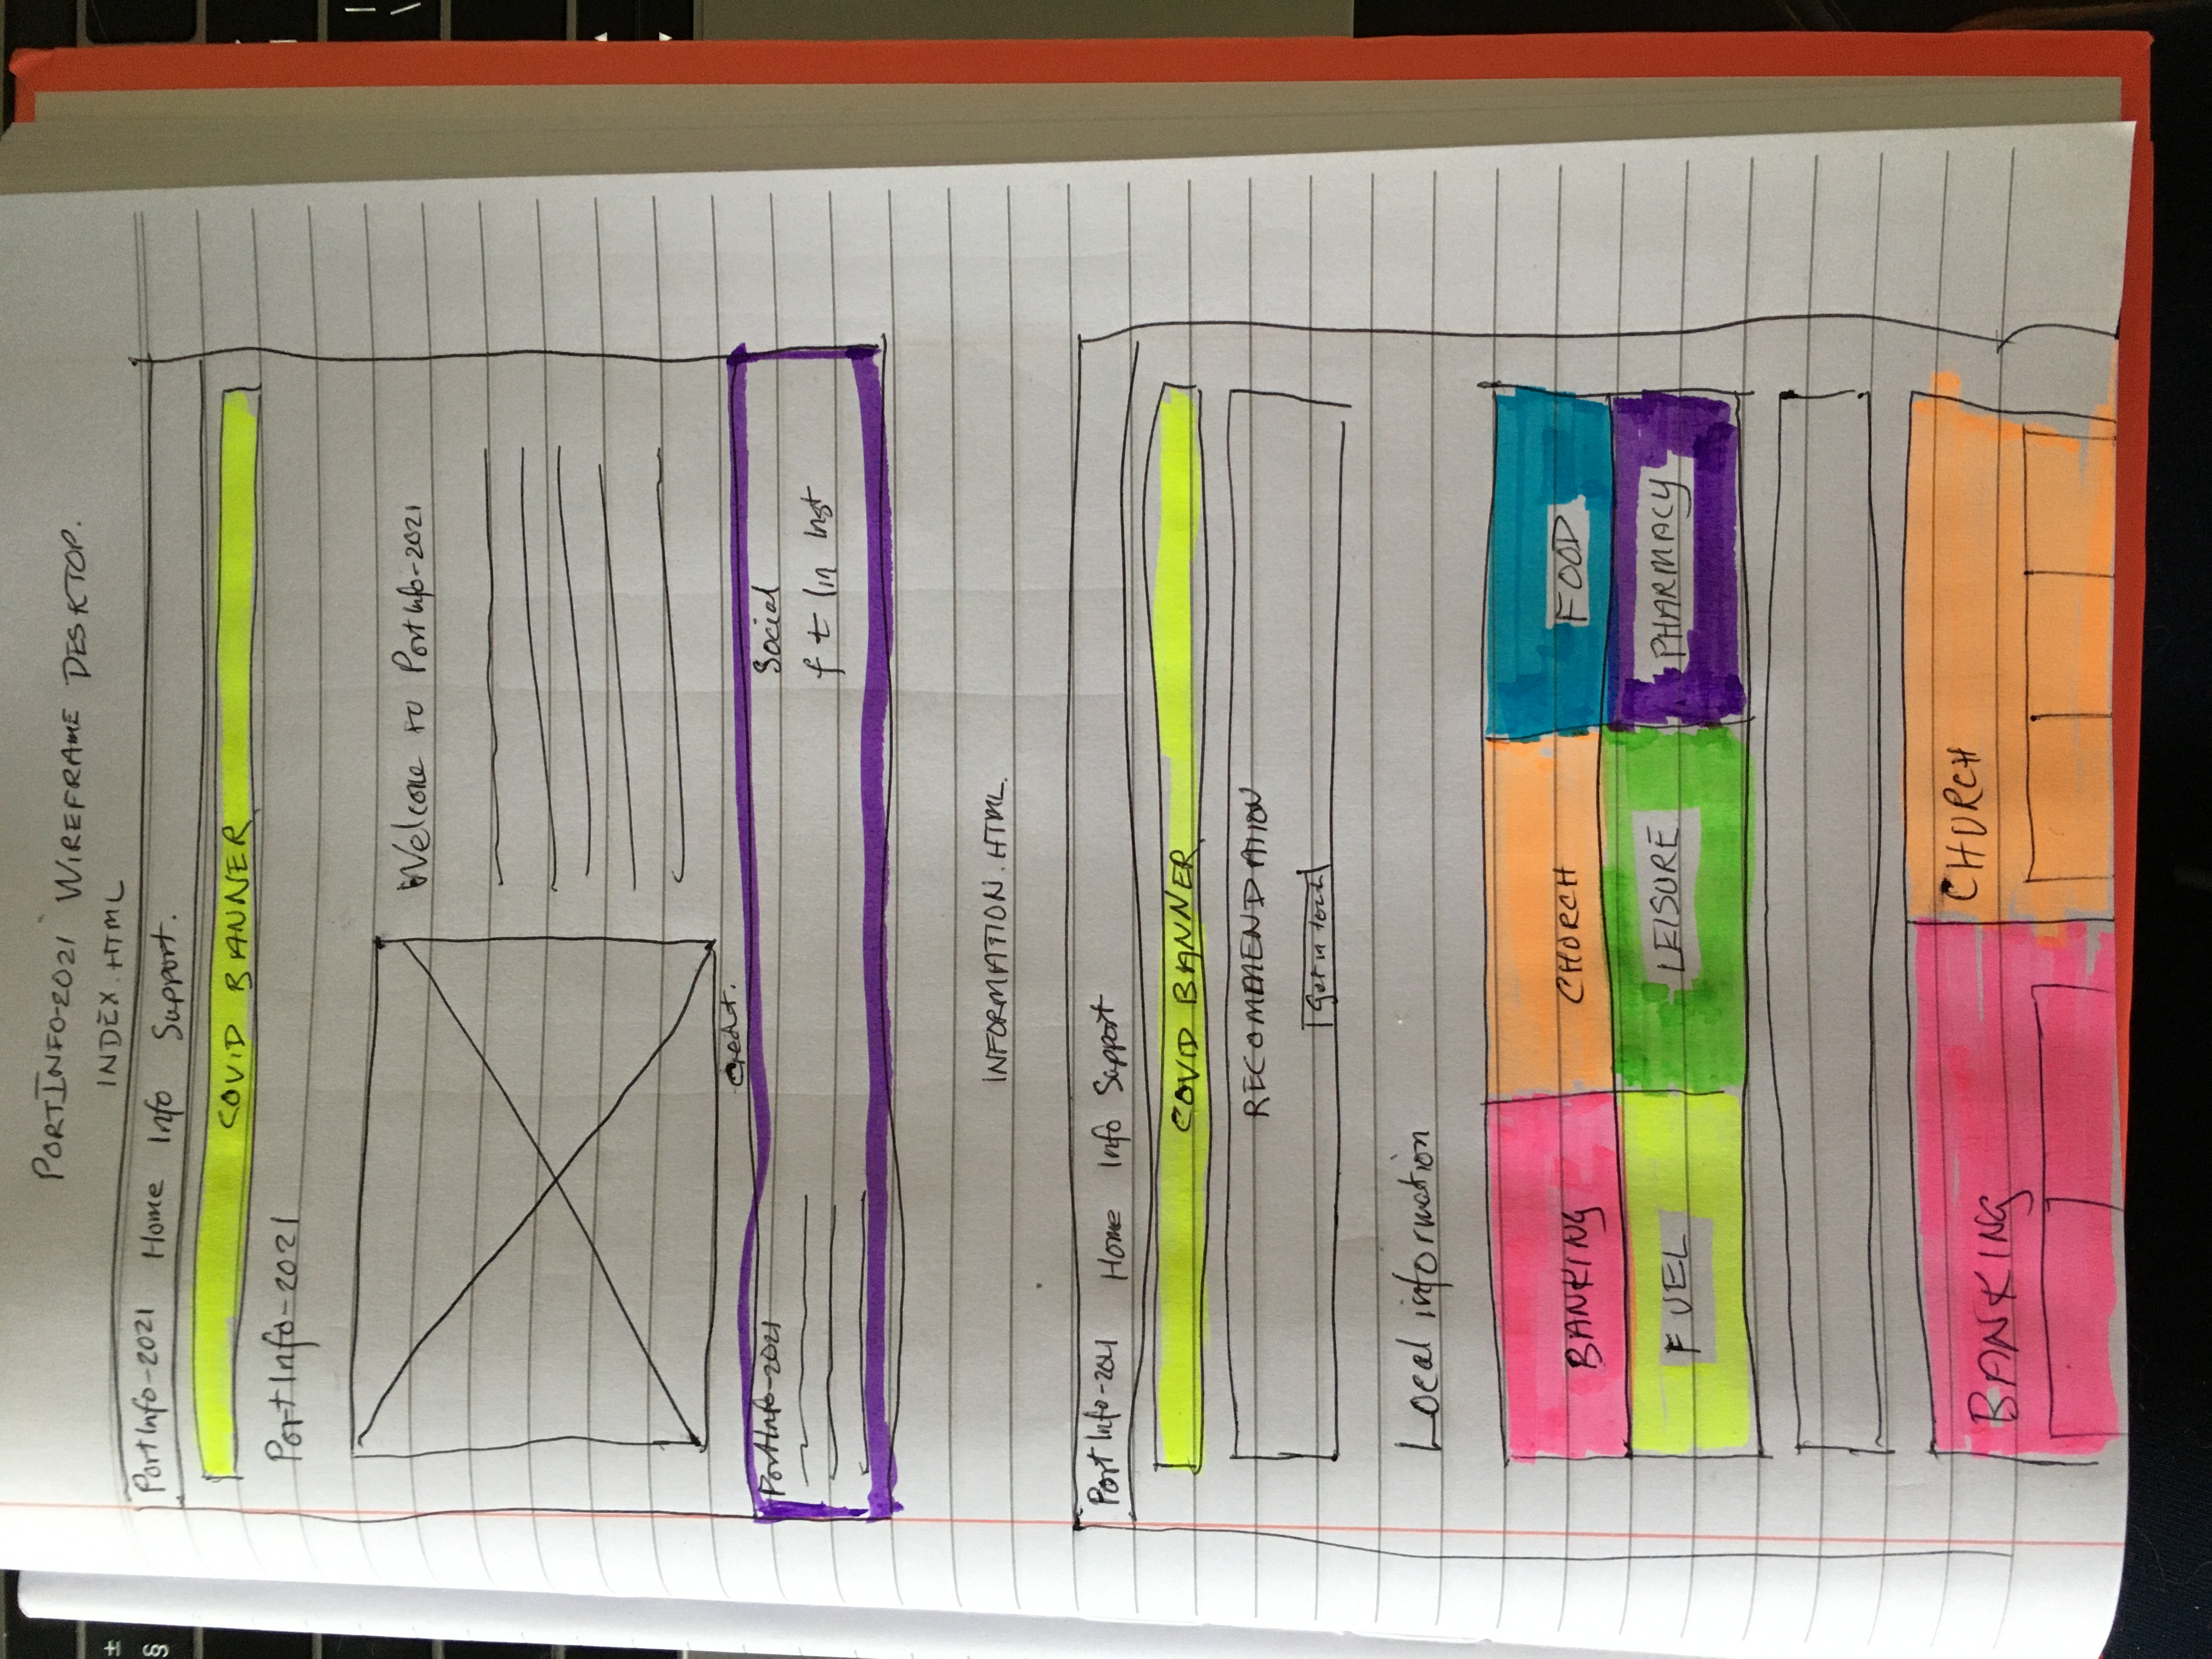 PORTINFO-2021 WIREFRAME DESKTOP.
INDEX.HTML
PortInfo-2021 Home Info Support.
COVID BANNER
PortInfo-2021
Welcome to PortInfo-2021
Credit.
PortInfo-2021 Social
f t in Inst
INFORMATION.HTML.
PortInfo-2021 Home Info Support
COVID BANNER
RECOMMENDATION
Get in touch
Local information
BANKING CHURCH FOOD
FUEL LEISURE PHARMACY
BANKING CHURCH